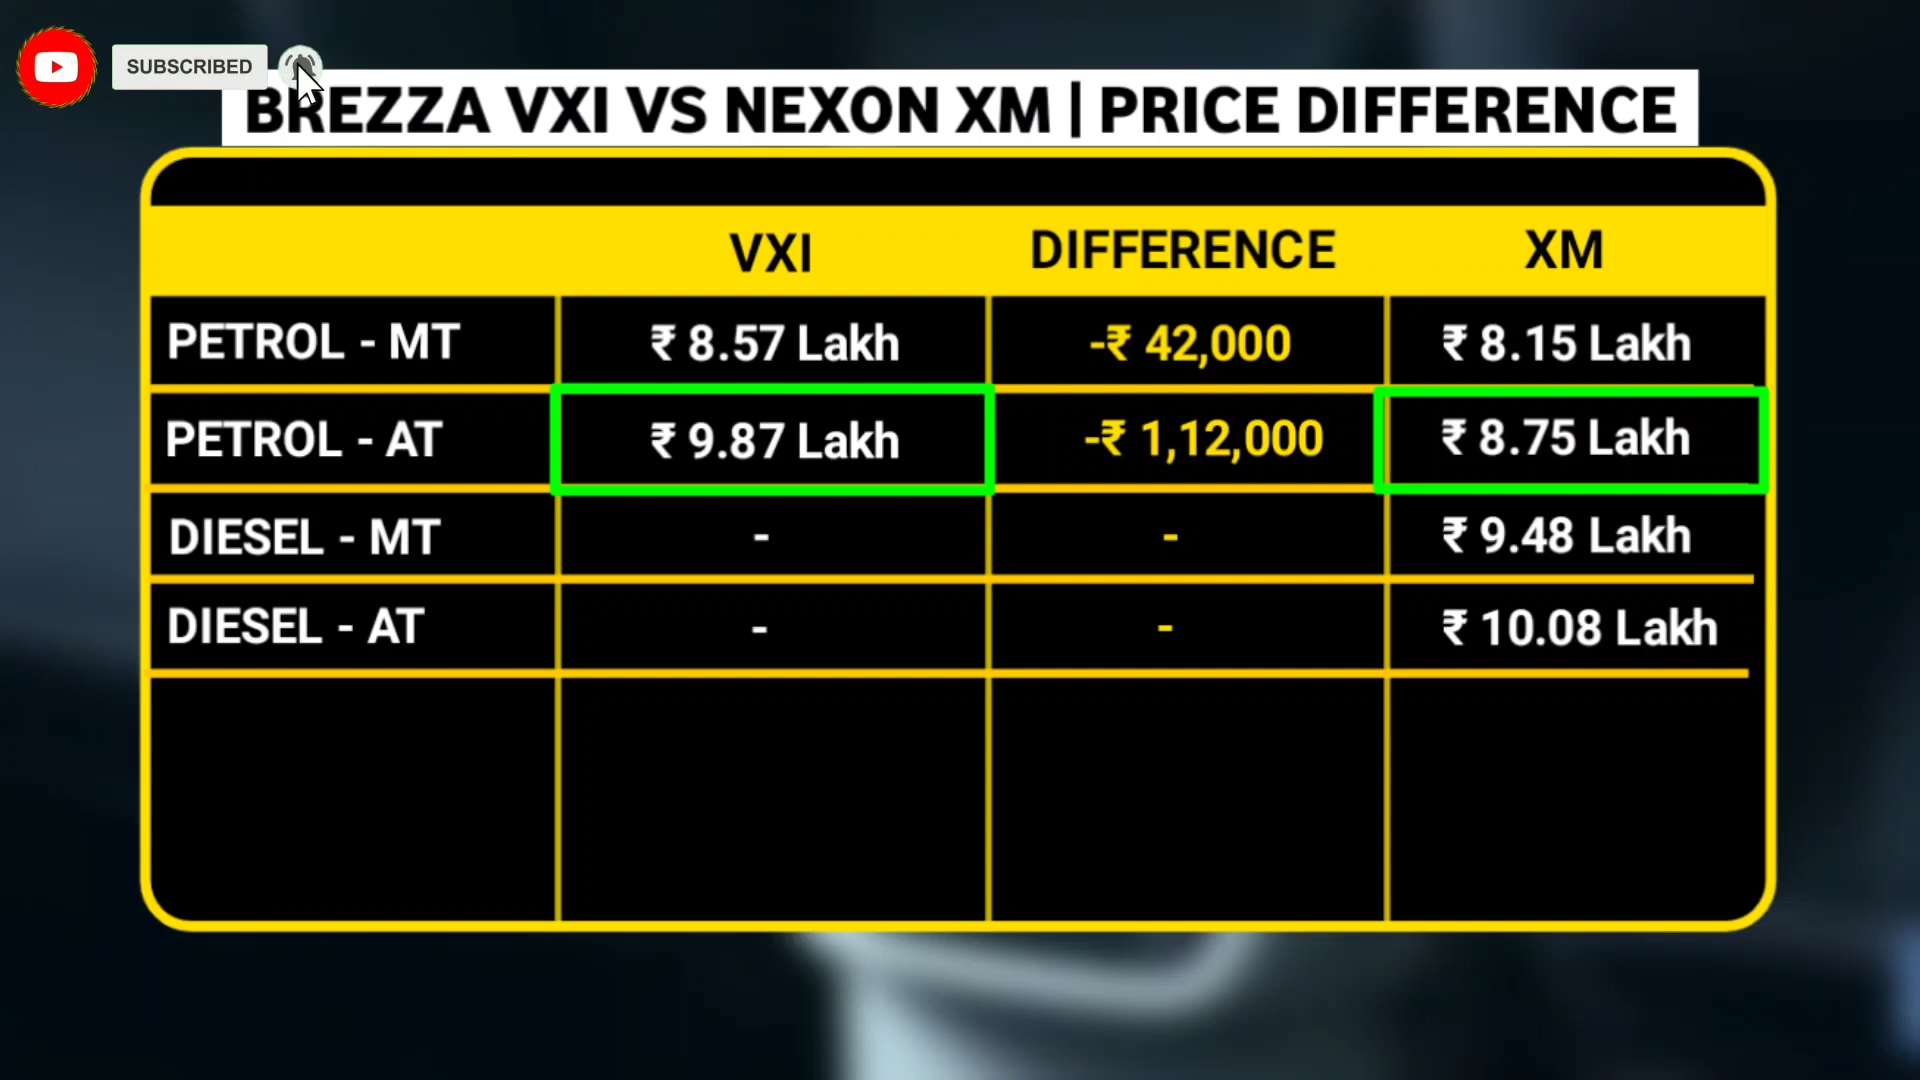 SUBSCRIBED
BREZZA VXI VS NEXON XM | PRICE DIFFERENCE
VXI DIFFERENCE XM
PETROL - MT ₹ 8.57 Lakh -₹ 42,000 ₹ 8.15 Lakh
PETROL - AT ₹ 9.87 Lakh -₹ 1,12,000 ₹ 8.75 Lakh
DIESEL - MT - - ₹ 9.48 Lakh
DIESEL - AT - - ₹ 10.08 Lakh